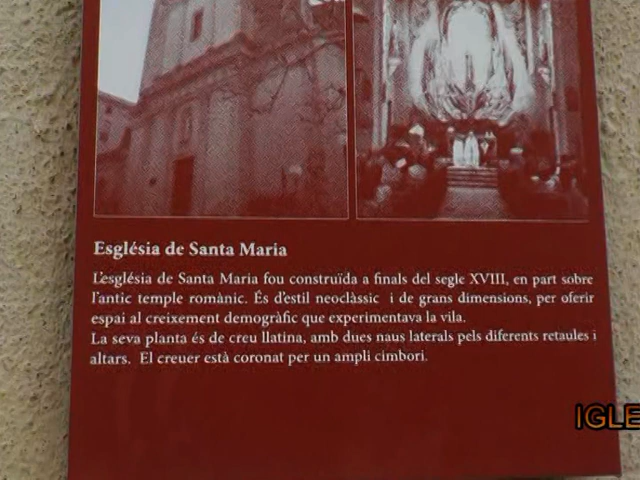 Església de Santa Maria
L'església de Santa Maria fou construïda a finals del segle XVIII, en part sobre
l'antic temple romànic. És d'estil neoclàssic i de grans dimensions, per oferir
espai al creixement demogràfic que experimentava la vila.
La seva planta és de creu llatina, amb dues naus laterals pels diferents retaules i
altars. El creuer està coronat per un ampli cimbori.
IGLE